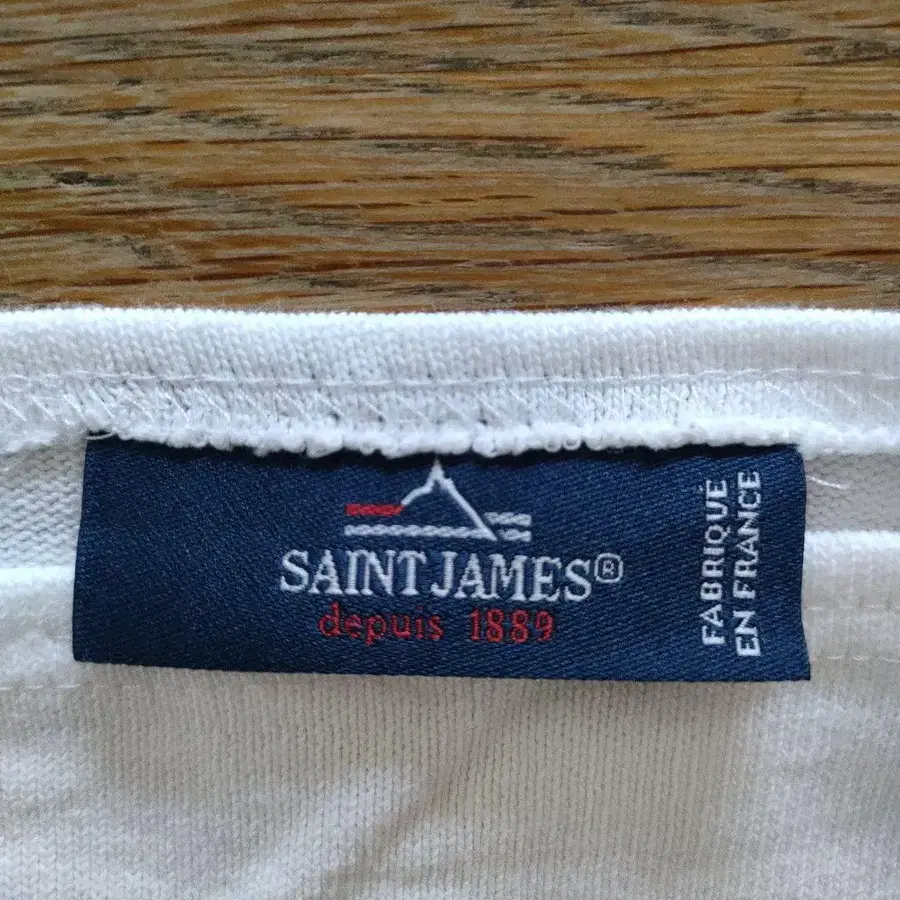 SAINT JAMES®
depuis 1889
FABRIQUÉ
EN FRANCE